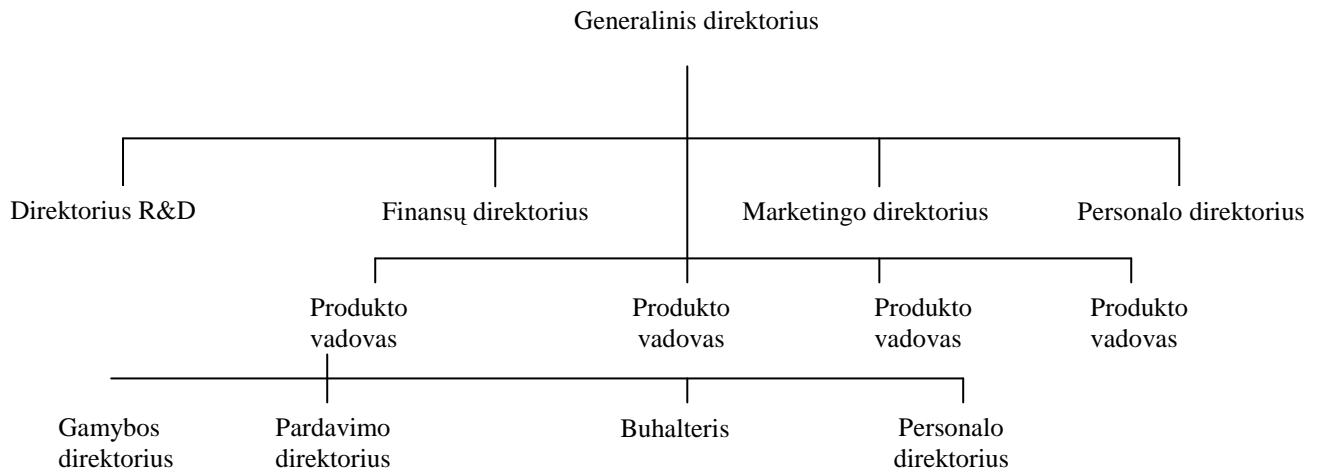 Generalinis direktorius
Direktorius R&D
Finansų direktorius
Marketingo direktorius
Personalo direktorius
Produkto
vadovas
Produkto
vadovas
Produkto
vadovas
Produkto
vadovas
Gamybos
direktorius
Pardavimo
direktorius
Buhalteris
Personalo
direktorius